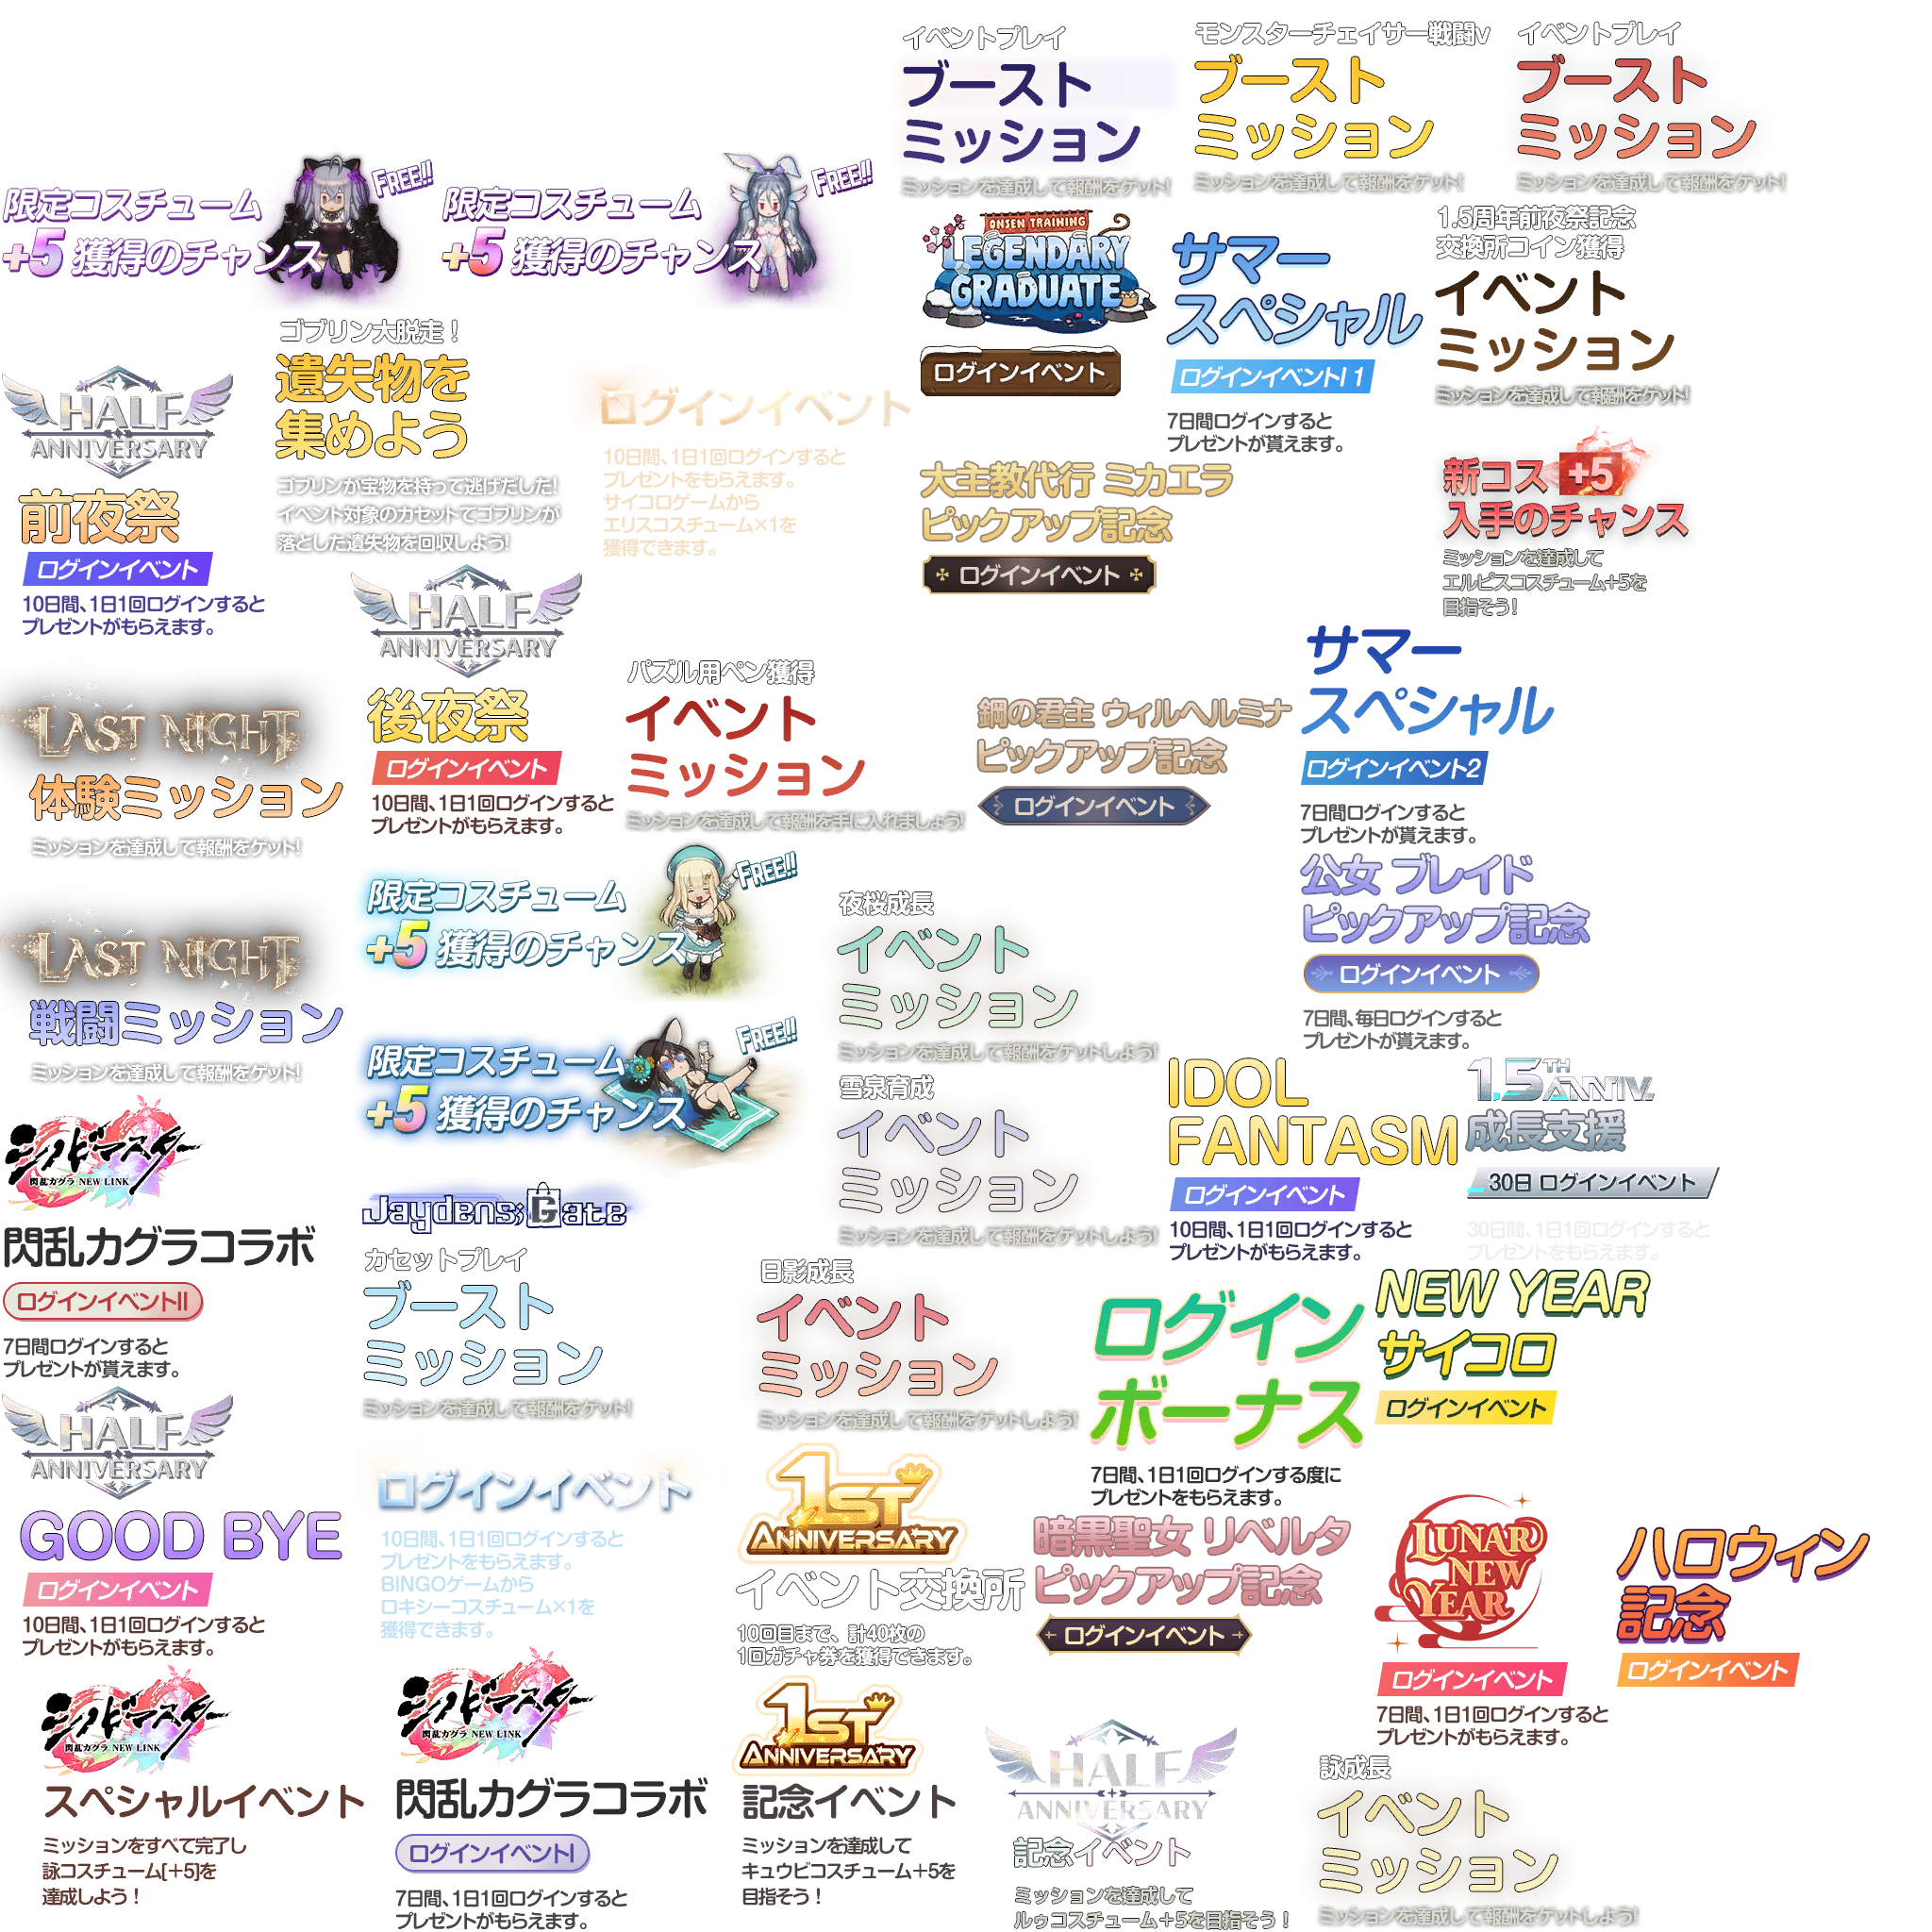 イベントプレイ
ブースト
ミッション
ミッションを達成して報酬をゲット!
モンスターチェイサー戦闘v
ブースト
ミッション
ミッションを達成して報酬をゲット!
イベントプレイ
ブースト
ミッション
ミッションを達成して報酬をゲット!
限定コスチューム
+5 獲得のチャンス
FREE!!
限定コスチューム
+5 獲得のチャンス
FREE!!
ONSEN TRAINING
LEGENDARY
GRADUATE
ログインイベント
サマー
スペシャル
ログインイベントI 1
7日間ログインすると
プレゼントが貰えます。
1.5周年前夜祭記念
交換所コイン獲得
イベント
ミッション
ミッションを達成して報酬をゲット!
HALF
ANNIVERSARY
前夜祭
ログインイベント
10日間、1日1回ログインすると
プレゼントがもらえます。
ゴブリン大脱走！
遺失物を
集めよう
ゴブリンが宝物を持って逃げだした!
イベント対象のカセットでゴブリンが
落とした遺失物を回収しよう!
ログインイベント
10日間、1日1回ログインすると
プレゼントをもらえます。
サイコロゲームから
エリスコスチューム×1を
獲得できます。
大主教代行 ミカエラ
ピックアップ記念
ログインイベント
新コス +5
入手のチャンス
ミッションを達成して
エルピスコスチューム+5を
目指そう!
HALF
ANNIVERSARY
後夜祭
ログインイベント
10日間、1日1回ログインすると
プレゼントがもらえます。
LAST NIGHT
体験ミッション
ミッションを達成して報酬をゲット!
パズル用ペン獲得
イベント
ミッション
ミッションを達成して報酬を手に入れましょう!
鋼の君主 ウィルヘルミナ
ピックアップ記念
ログインイベント
サマー
スペシャル
ログインイベント2
7日間ログインすると
プレゼントが貰えます。
公女 ブレイド
ピックアップ記念
ログインイベント
7日間、毎日ログインすると
プレゼントが貰えます。
LAST NIGHT
戦闘ミッション
ミッションを達成して報酬をゲット!
限定コスチューム
+5 獲得のチャンス
FREE!!
限定コスチューム
+5 獲得のチャンス
FREE!!
夜桜成長
イベント
ミッション
ミッションを達成して報酬をゲットしよう!
雪泉育成
イベント
ミッション
ミッションを達成して報酬をゲットしよう!
IDOL
FANTASM
ログインイベント
10日間、1日1回ログインすると
プレゼントがもらえます。
1.5TH ANNIV.
成長支援
30日 ログインイベント
30日間、1日1回ログインすると
プレゼントをもらえます。
シノビマスター
閃乱カグラ NEW LINK
閃乱カグラコラボ
ログインイベントII
7日間ログインすると
プレゼントが貰えます。
Jaydens;Gate
カセットプレイ
ブースト
ミッション
ミッションを達成して報酬をゲット!
日影成長
イベント
ミッション
ミッションを達成して報酬をゲットしよう!
ログイン
ボーナス
7日間、1日1回ログインする度に
プレゼントをもらえます。
NEW YEAR
サイコロ
ログインイベント
HALF
ANNIVERSARY
GOOD BYE
ログインイベント
10日間、1日1回ログインすると
プレゼントがもらえます。
ログインイベント
10日間、1日1回ログインすると
プレゼントをもらえます。
BINGOゲームから
ロキシーコスチューム×1を
獲得できます。
1ST
ANNIVERSARY
イベント交換所
10回目まで、計40枚の
1回ガチャ券を獲得できます。
暗黒聖女 リベルタ
ピックアップ記念
ログインイベント
LUNAR
NEW
YEAR
ログインイベント
7日間、1日1回ログインすると
プレゼントがもらえます。
ハロウィン
記念
ログインイベント
シノビマスター
閃乱カグラ NEW LINK
スペシャルイベント
ミッションをすべて完了し
詠コスチューム[+5]を
達成しよう！
シノビマスター
閃乱カグラ NEW LINK
閃乱カグラコラボ
ログインイベントI
7日間、1日1回ログインすると
プレゼントがもらえます。
1ST
ANNIVERSARY
記念イベント
ミッションを達成して
キュウビコスチューム+5を
目指そう！
HALF
ANNIVERSARY
記念イベント
ミッションを達成して
ルゥコスチューム+5を目指そう！
詠成長
イベント
ミッション
ミッションを達成して報酬をゲットしよう!